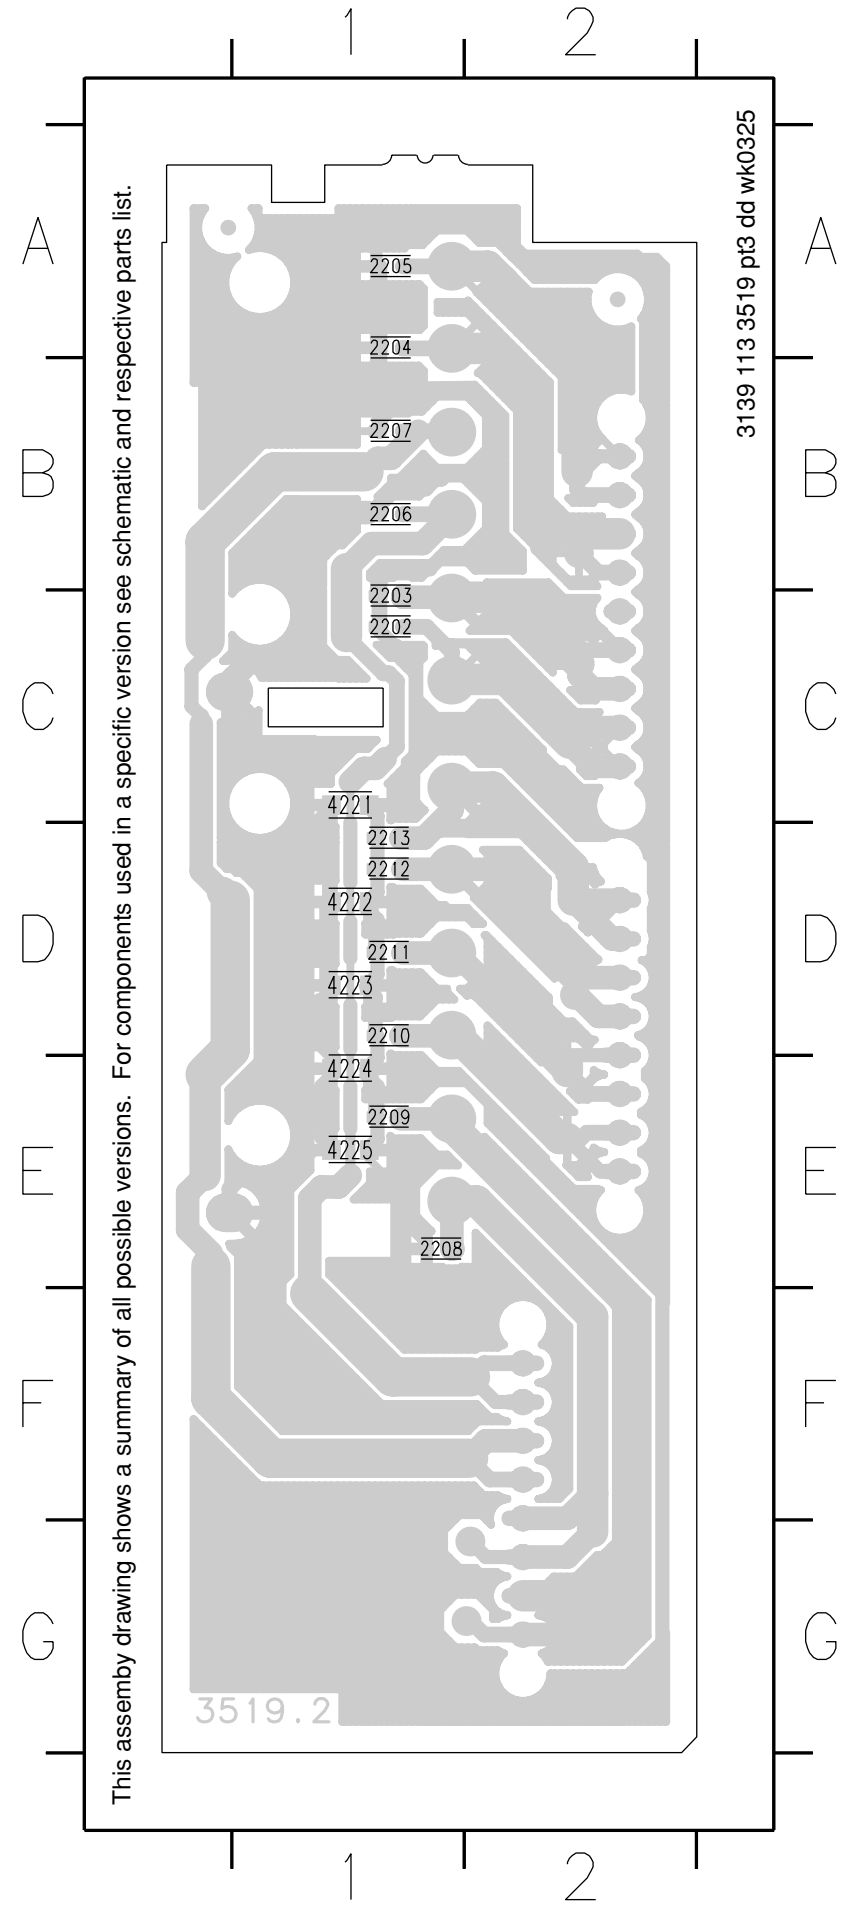 1 2
3139 113 3519 pt3 dd wk0325
This assemby drawing shows a summary of all possible versions. For components used in a specific version see schematic and respective parts list.
A A
2205
2204
2207
B B
2206
2203
2202
C C
4221
2213
2212
4222
D D
2211
4223
2210
4224
2209
4225
E E
2208
F F
G G
3519.2
1 2